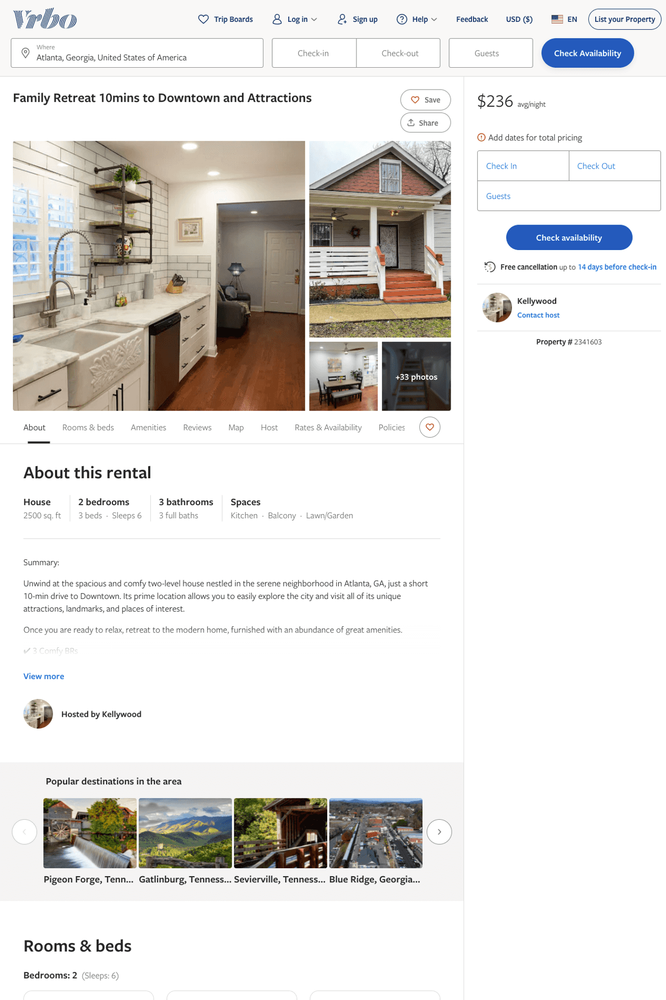 Vrbo
Trip Boards
Log in
Sign up
Help
Feedback
USD ($)
EN
List your Property
Where
Atlanta, Georgia, United States of America
Check-in
Check-out
Guests
Check Availability
Family Retreat 10mins to Downtown and Attractions
Save
Share
+33 photos
$236 avg/night
Add dates for total pricing
Check In
Check Out
Guests
Check availability
Free cancellation up to 14 days before check-in
Kellywood
Contact host
Property # 2341603
About
Rooms & beds
Amenities
Reviews
Map
Host
Rates & Availability
Policies
About this rental
House
2500 sq. ft
2 bedrooms
3 beds · Sleeps 6
3 bathrooms
3 full baths
Spaces
Kitchen · Balcony · Lawn/Garden
Summary:
Unwind at the spacious and comfy two-level house nestled in the serene neighborhood in Atlanta, GA, just a short
10-min drive to Downtown. Its prime location allows you to easily explore the city and visit all of its unique
attractions, landmarks, and places of interest.
Once you are ready to relax, retreat to the modern home, furnished with an abundance of great amenities.
✔ 3 Comfy BRs
View more
Hosted by Kellywood
Popular destinations in the area
Pigeon Forge, Tenn...
Gatlinburg, Tenness...
Sevierville, Tenness...
Blue Ridge, Georgia...
Rooms & beds
Bedrooms: 2 (Sleeps: 6)